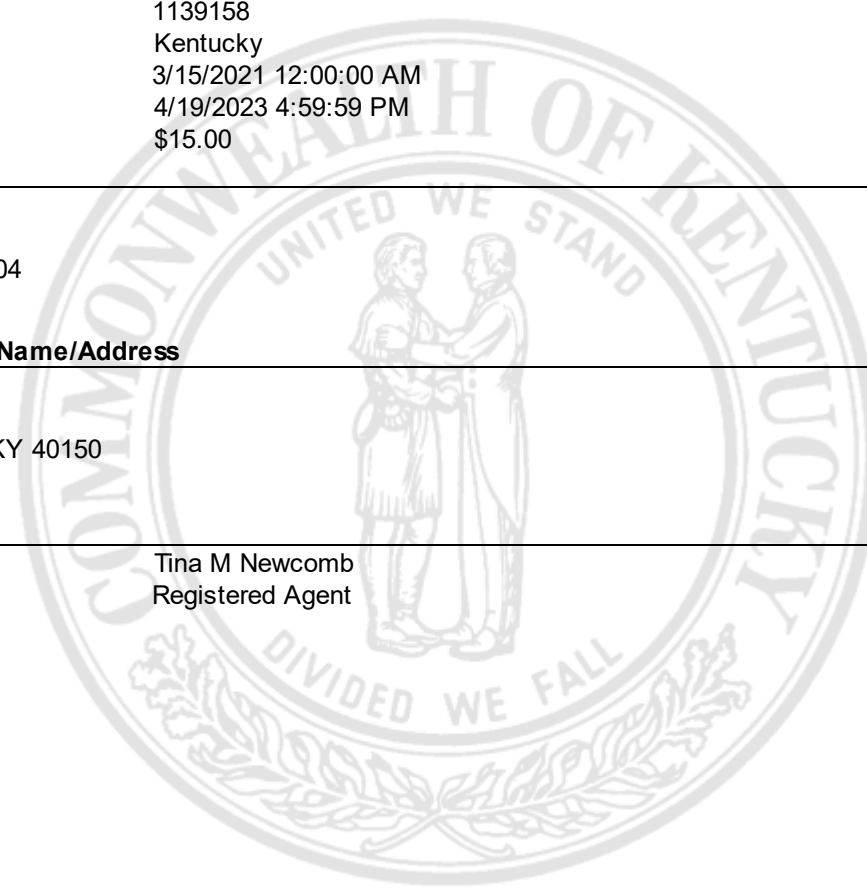 1139158
Kentucky
3/15/2021 12:00:00 AM
4/19/2023 4:59:59 PM
$15.00
04
Name/Address
KY 40150
Tina M Newcomb
Registered Agent
COMMONWEALTH OF KENTUCKY
UNITED WE STAND
DIVIDED WE FALL